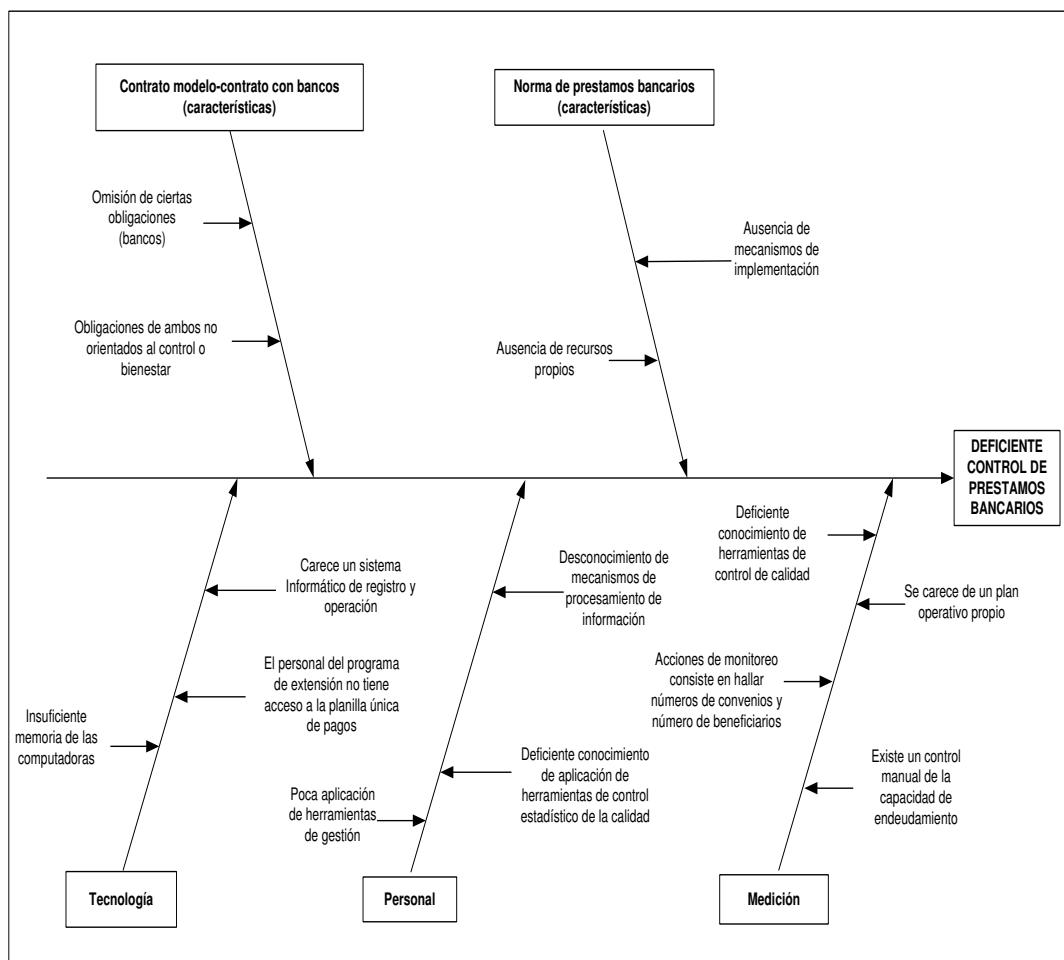 Contrato modelo-contrato con bancos
(características)
Norma de prestamos bancarios
(características)
Omisión de ciertas
obligaciones
(bancos)
Obligaciones de ambos no
orientados al control o
bienestar
Ausencia de
mecanismos de
implementación
Ausencia de recursos
propios
DEFICIENTE
CONTROL DE
PRESTAMOS
BANCARIOS
Carece un sistema
Informático de registro y
operación
El personal del programa
de extensión no tiene
acceso a la planilla única
de pagos
Insuficiente
memoria de las
computadoras
Tecnología
Desconocimiento de
mecanismos de
procesamiento de
información
Deficiente conocimiento
de aplicación de
herramientas de control
estadístico de la calidad
Poca aplicación
de herramientas
de gestión
Personal
Deficiente
conocimiento de
herramientas de
control de calidad
Se carece de un plan
operativo propio
Acciones de monitoreo
consiste en hallar
números de convenios y
número de beneficiarios
Existe un control
manual de la
capacidad de
endeudamiento
Medición